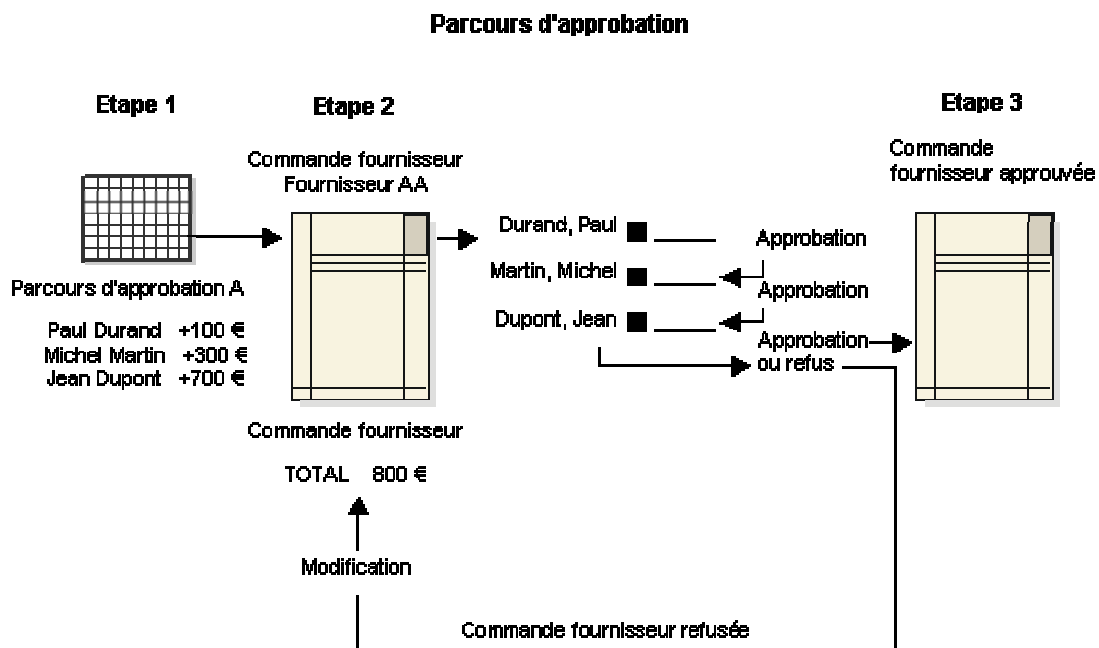 Parcours d'approbation
Etape 1
Etape 2
Etape 3
Commande fournisseur
Fournisseur AA
Commande
fournisseur approuvée
Durand, Paul
Approbation
Martin, Michel
Approbation
Dupont, Jean
Approbation
ou refus
Parcours d'approbation A
Paul Durand +100 €
Michel Martin +300 €
Jean Dupont +700 €
Commande fournisseur
TOTAL 800 €
Modification
Commande fournisseur refusée